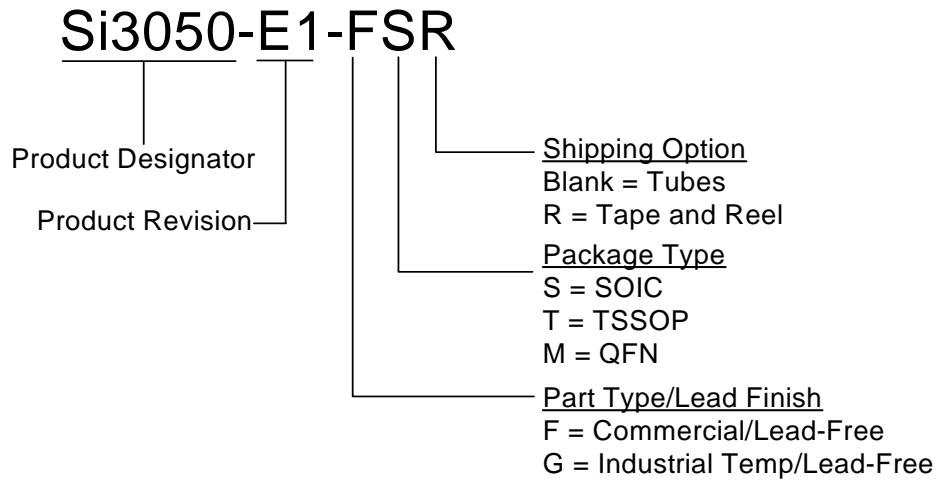 Si3050-E1-FSR
Product Designator
Product Revision
Shipping Option
Blank = Tubes
R = Tape and Reel
Package Type
S = SOIC
T = TSSOP
M = QFN
Part Type/Lead Finish
F = Commercial/Lead-Free
G = Industrial Temp/Lead-Free